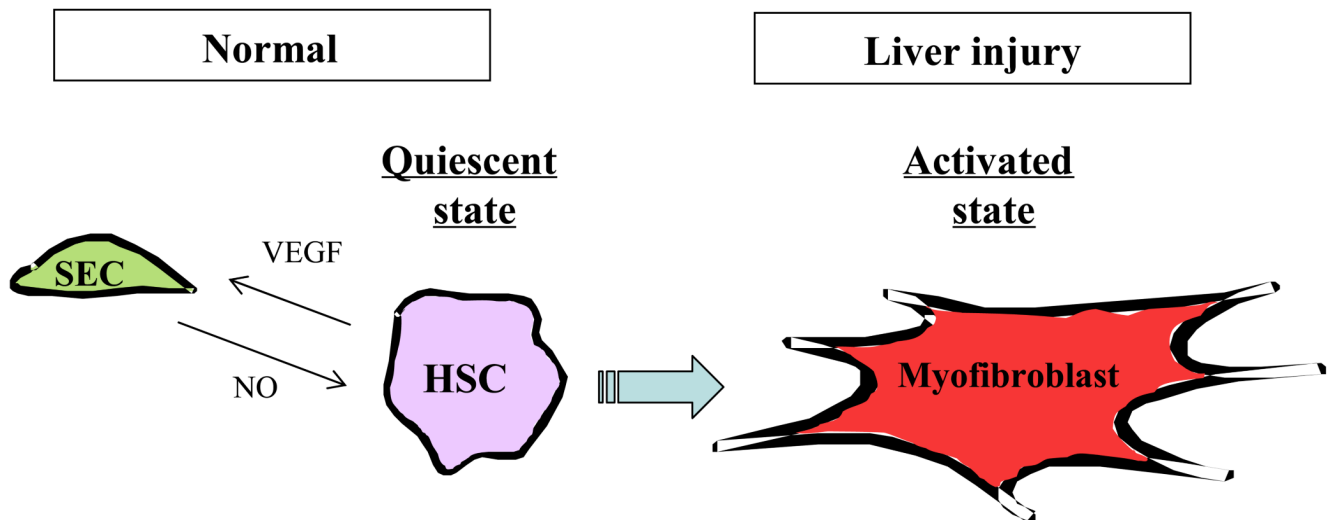 Normal
Liver injury
Quiescent
state
Activated
state
SEC
VEGF
NO
HSC
Myofibroblast